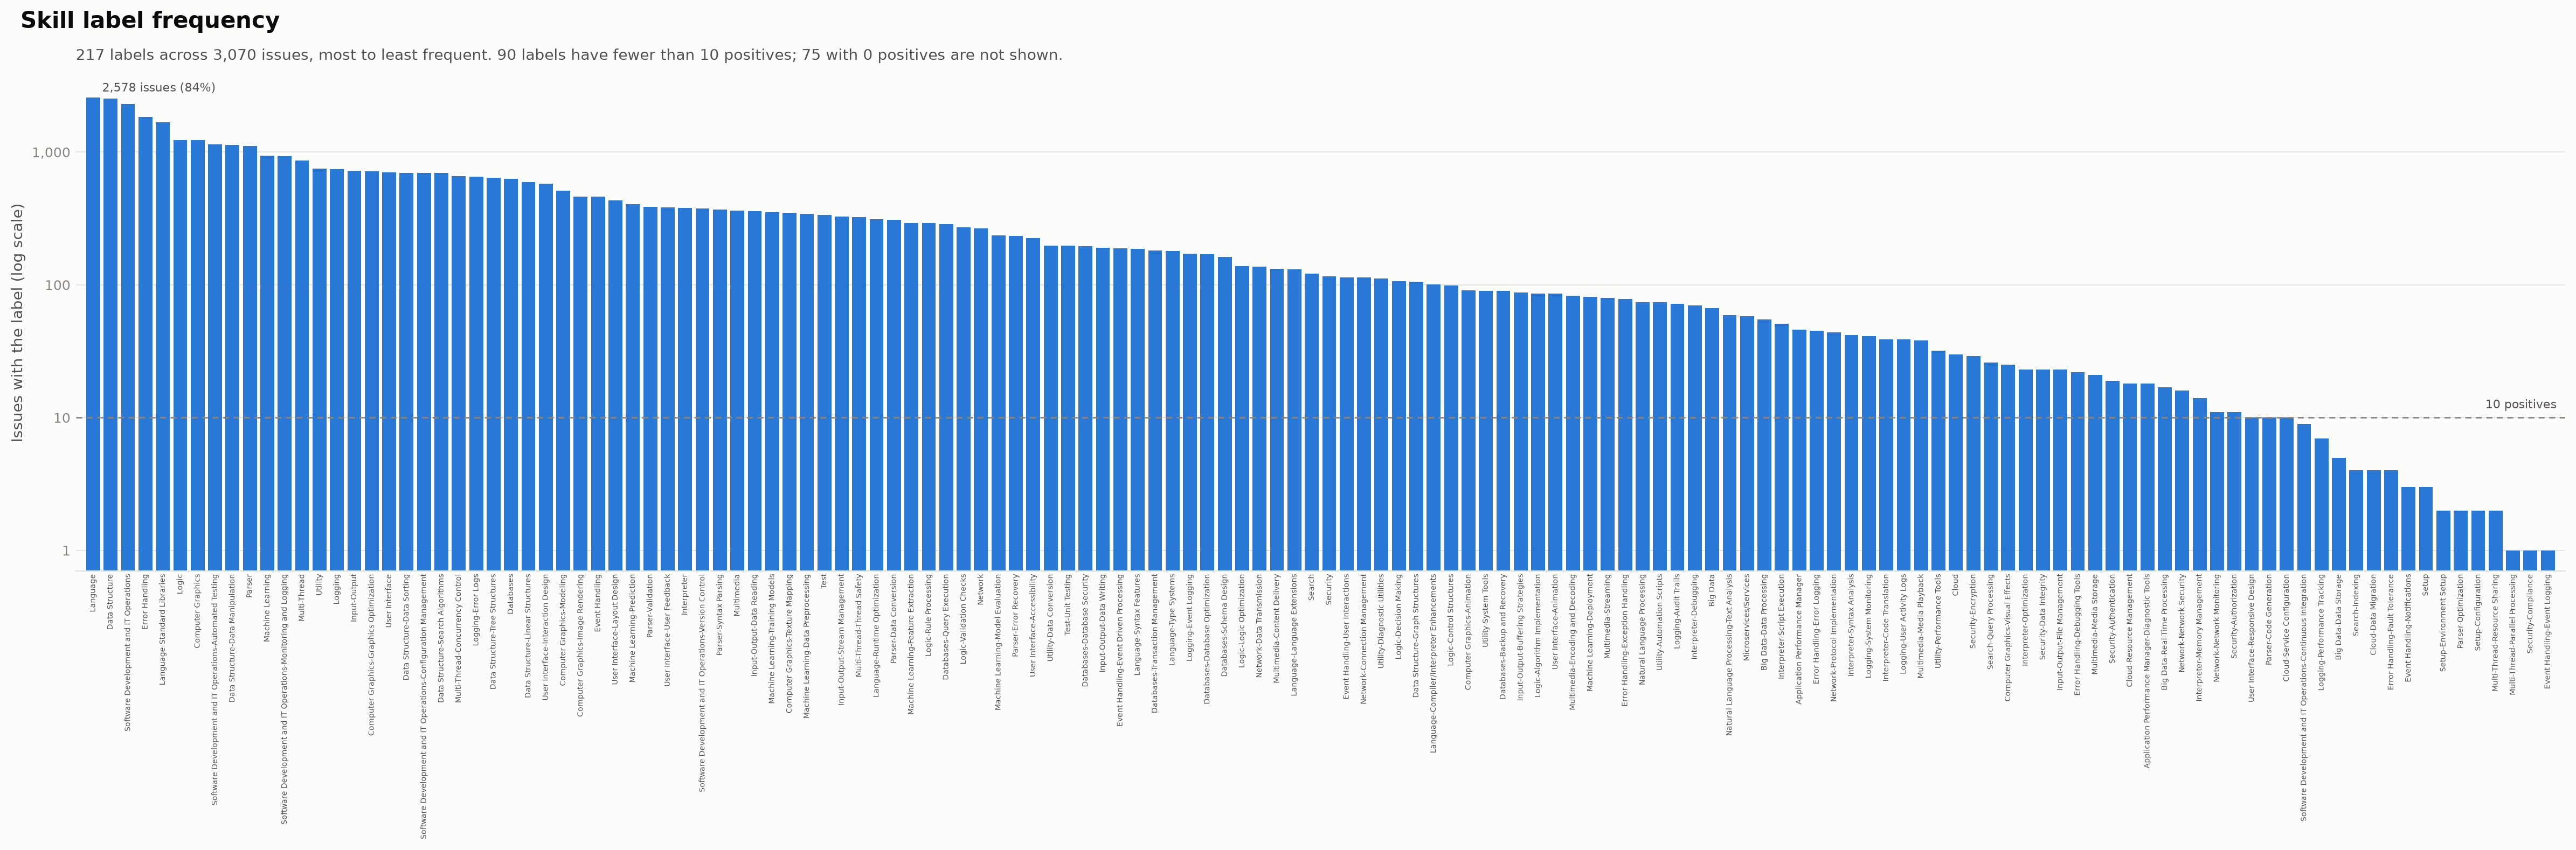 Skill label frequency
217 labels across 3,070 issues, most to least frequent. 90 labels have fewer than 10 positives; 75 with 0 positives are not shown.
2,578 issues (84%)
Issues with the label (log scale)
1,000
100
10
1
10 positives
Language
Data Structure
Software Development and IT Operations
Error Handling
Language-Standard Libraries
Logic
Computer Graphics
Software Development and IT Operations-Automated Testing
Data Structure-Data Manipulation
Parser
Machine Learning
Software Development and IT Operations-Monitoring and Logging
Multi-Thread
Utility
Logging
Input-Output
Computer Graphics-Graphics Optimization
User Interface
Data Structure-Data Sorting
Software Development and IT Operations-Configuration Management
Data Structure-Search Algorithms
Multi-Thread-Concurrency Control
Logging-Error Logs
Data Structure-Tree Structures
Databases
Data Structure-Linear Structures
User Interface-Interaction Design
Computer Graphics-Modeling
Computer Graphics-Image Rendering
Event Handling
User Interface-Layout Design
Machine Learning-Prediction
Parser-Validation
User Interface-User Feedback
Interpreter
Software Development and IT Operations-Version Control
Parser-Syntax Parsing
Multimedia
Input-Output-Data Reading
Machine Learning-Training Models
Computer Graphics-Texture Mapping
Machine Learning-Data Preprocessing
Test
Input-Output-Stream Management
Multi-Thread-Thread Safety
Language-Runtime Optimization
Parser-Data Conversion
Machine Learning-Feature Extraction
Logic-Rule Processing
Databases-Query Execution
Logic-Validation Checks
Network
Machine Learning-Model Evaluation
Parser-Error Recovery
User Interface-Accessibility
Utility-Data Conversion
Test-Unit Testing
Databases-Database Security
Input-Output-Data Writing
Event Handling-Event Driven Processing
Language-Syntax Features
Databases-Transaction Management
Language-Type Systems
Logging-Event Logging
Databases-Database Optimization
Databases-Schema Design
Logic-Logic Optimization
Network-Data Transmission
Multimedia-Content Delivery
Language-Language Extensions
Search
Security
Event Handling-User Interactions
Network-Connection Management
Utility-Diagnostic Utilities
Logic-Decision Making
Data Structure-Graph Structures
Language-Compiler/Interpreter Enhancements
Logic-Control Structures
Computer Graphics-Animation
Utility-System Tools
Databases-Backup and Recovery
Input-Output-Buffering Strategies
Logic-Algorithm Implementation
User Interface-Animation
Multimedia-Encoding and Decoding
Machine Learning-Deployment
Multimedia-Streaming
Error Handling-Exception Handling
Natural Language Processing
Utility-Automation Scripts
Logging-Audit Trails
Interpreter-Debugging
Big Data
Natural Language Processing-Text Analysis
Microservices/Services
Big Data-Data Processing
Interpreter-Script Execution
Application Performance Manager
Error Handling-Error Logging
Network-Protocol Implementation
Interpreter-Syntax Analysis
Logging-System Monitoring
Interpreter-Code Translation
Logging-User Activity Logs
Multimedia-Media Playback
Utility-Performance Tools
Cloud
Security-Encryption
Search-Query Processing
Computer Graphics-Visual Effects
Interpreter-Optimization
Security-Data Integrity
Input-Output-File Management
Error Handling-Debugging Tools
Multimedia-Media Storage
Security-Authentication
Cloud-Resource Management
Application Performance Manager-Diagnostic Tools
Big Data-Real-Time Processing
Network-Network Security
Interpreter-Memory Management
Network-Network Monitoring
Security-Authorization
User Interface-Responsive Design
Parser-Code Generation
Cloud-Service Configuration
Software Development and IT Operations-Continuous Integration
Logging-Performance Tracking
Big Data-Data Storage
Search-Indexing
Cloud-Data Migration
Error Handling-Fault Tolerance
Event Handling-Notifications
Setup
Setup-Environment Setup
Parser-Optimization
Setup-Configuration
Multi-Thread-Resource Sharing
Multi-Thread-Parallel Processing
Security-Compliance
Event Handling-Event Logging